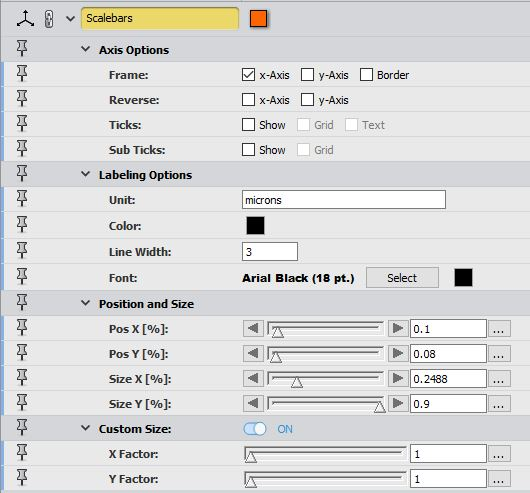 Scalebars
Axis Options
Frame: x-Axis y-Axis Border
Reverse: x-Axis y-Axis
Ticks: Show Grid Text
Sub Ticks: Show Grid
Labeling Options
Unit: microns
Color:
Line Width: 3
Font: Arial Black (18 pt.) Select
Position and Size
Pos X [%]: 0.1 ...
Pos Y [%]: 0.08 ...
Size X [%]: 0.2488 ...
Size Y [%]: 0.9 ...
Custom Size: ON
X Factor: 1 ...
Y Factor: 1 ...